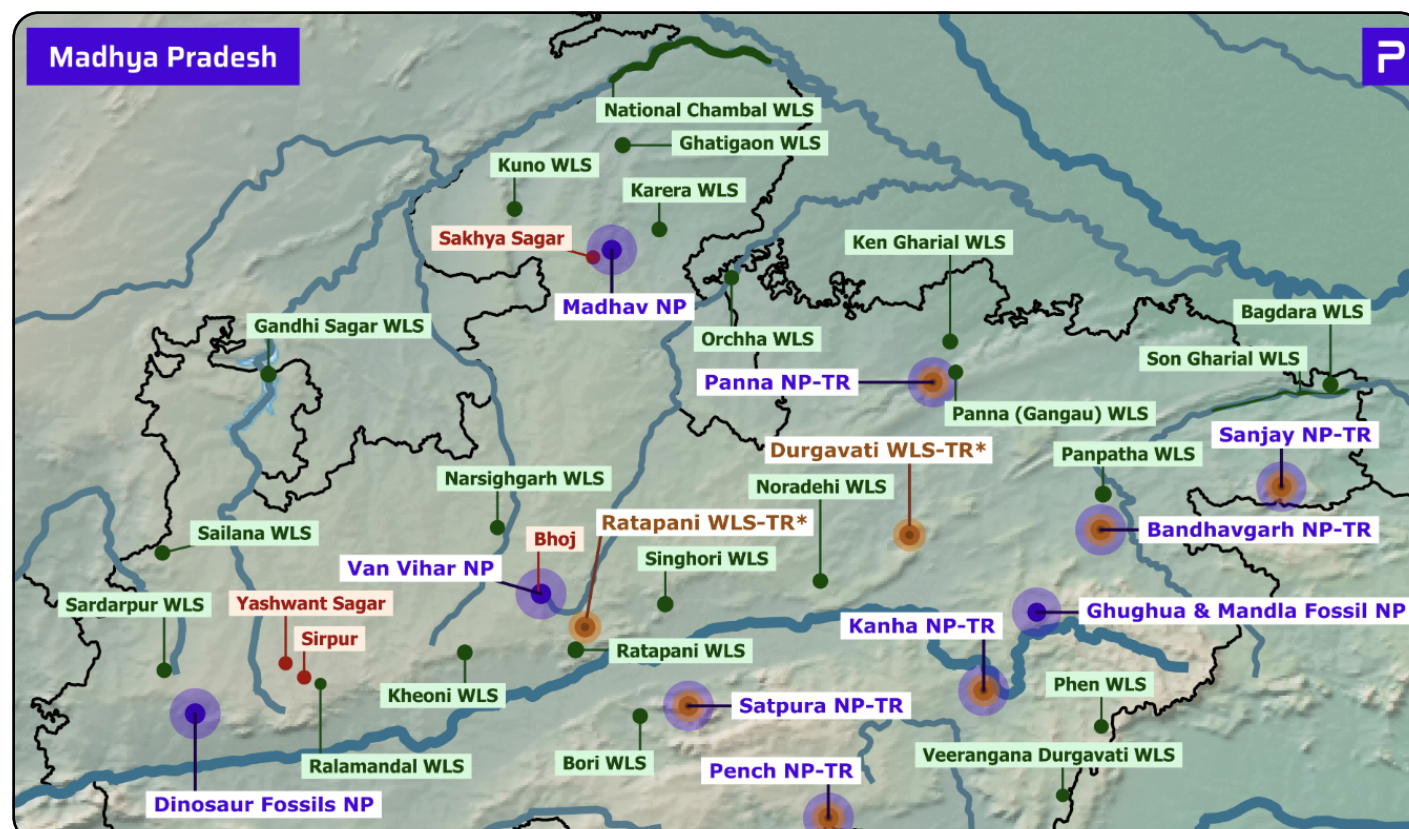 Madhya Pradesh
P
National Chambal WLS
Ghatigaon WLS
Kuno WLS
Karera WLS
Sakhya Sagar
Ken Gharial WLS
Madhav NP
Bagdara WLS
Gandhi Sagar WLS
Orchha WLS
Son Gharial WLS
Panna NP-TR
Panna (Gangau) WLS
Sanjay NP-TR
Durgavati WLS-TR*
Panpatha WLS
Narsighgarh WLS
Noradehi WLS
Ratapani WLS-TR*
Bandhavgarh NP-TR
Sailana WLS
Bhoj
Singhori WLS
Van Vihar NP
Sardarpur WLS
Yashwant Sagar
Ghughua & Mandla Fossil NP
Kanha NP-TR
Sirpur
Ratapani WLS
Kheoni WLS
Phen WLS
Satpura NP-TR
Veerangana Durgavati WLS
Bori WLS
Ralamandal WLS
Pench NP-TR
Dinosaur Fossils NP